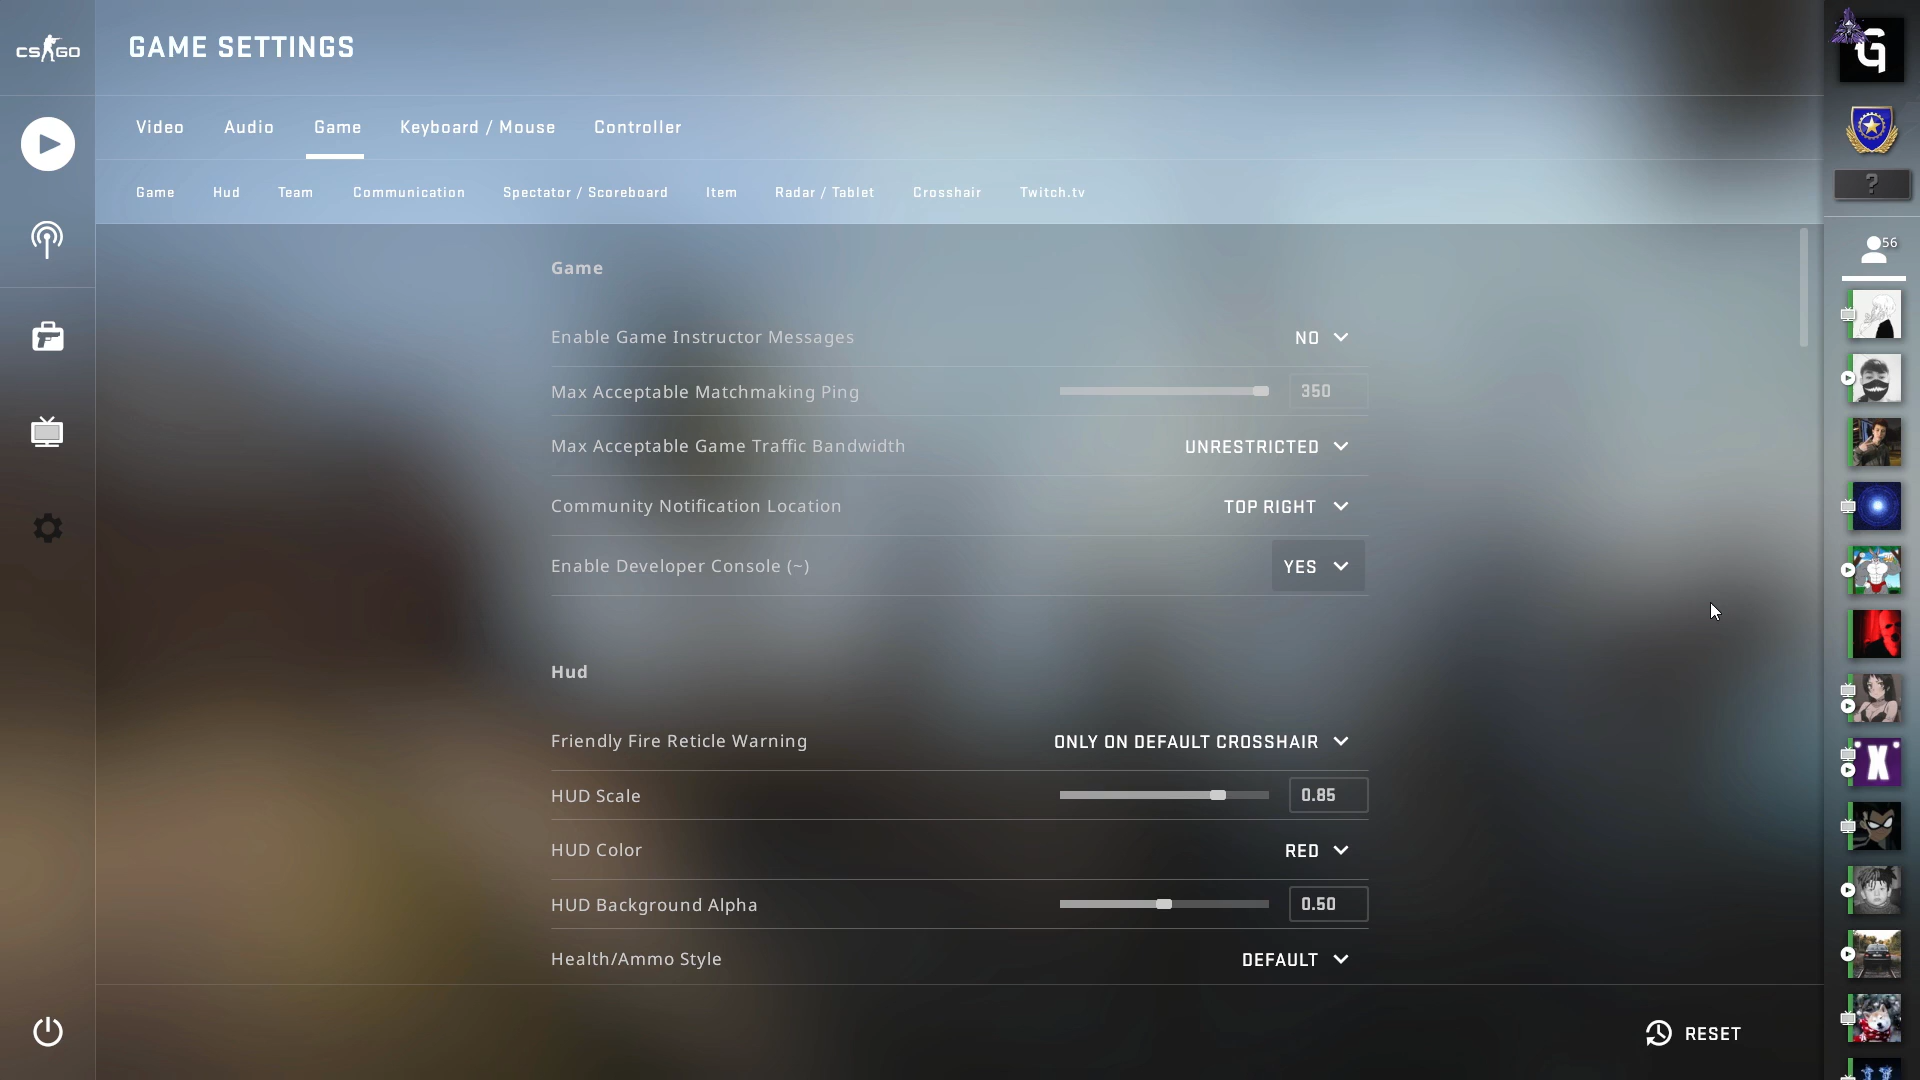 CS GO
GAME SETTINGS
Video Audio Game Keyboard / Mouse Controller
Game Hud Team Communication Spectator / Scoreboard Item Radar / Tablet Crosshair Twitch.tv
?
56
Game
Enable Game Instructor Messages NO
Max Acceptable Matchmaking Ping 350
Max Acceptable Game Traffic Bandwidth UNRESTRICTED
Community Notification Location TOP RIGHT
Enable Developer Console (~) YES
Hud
Friendly Fire Reticle Warning ONLY ON DEFAULT CROSSHAIR
HUD Scale 0.85
HUD Color RED
HUD Background Alpha 0.50
Health/Ammo Style DEFAULT
RESET
X